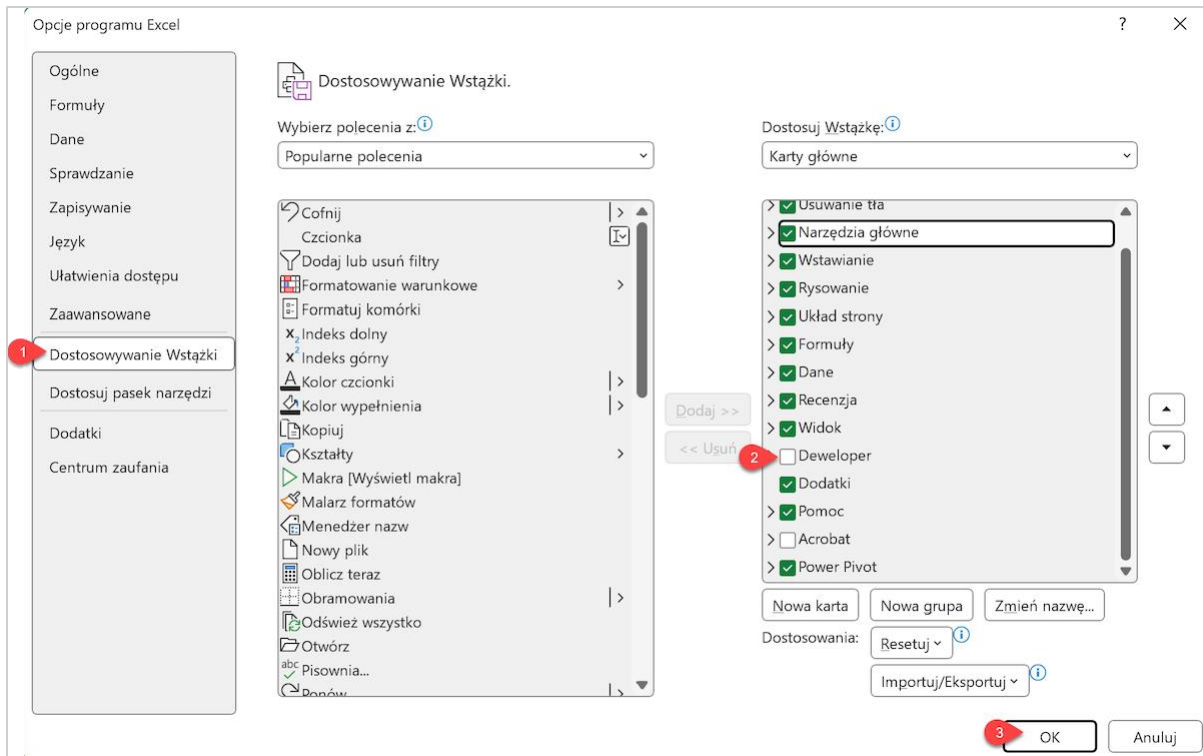 Opcje programu Excel
?
Ogólne
Formuły
Dane
Sprawdzanie
Zapisywanie
Język
Ułatwienia dostępu
Zaawansowane
1
Dostosowywanie Wstążki
Dostosuj pasek narzędzi
Dodatki
Centrum zaufania
Dostosowywanie Wstążki.
Wybierz polecenia z:
Popularne polecenia
Cofnij
Czcionka
Dodaj lub usuń filtry
Formatowanie warunkowe
Formatuj komórki
Indeks dolny
Indeks górny
Kolor czcionki
Kolor wypełnienia
Kopiuj
Kształty
Makra [Wyświetl makra]
Malarz formatów
Menedżer nazw
Nowy plik
Oblicz teraz
Obramowania
Odśwież wszystko
Otwórz
Pisownia...
Ponów
Dodaj >>
<< Usuń
Dostosuj Wstążkę:
Karty główne
Usuwanie tła
Narzędzia główne
Wstawianie
Rysowanie
Układ strony
Formuły
Dane
Recenzja
Widok
2
Deweloper
Dodatki
Pomoc
Acrobat
Power Pivot
Nowa karta
Nowa grupa
Zmień nazwę...
Dostosowania:
Resetuj
Importuj/Eksportuj
3
OK
Anuluj